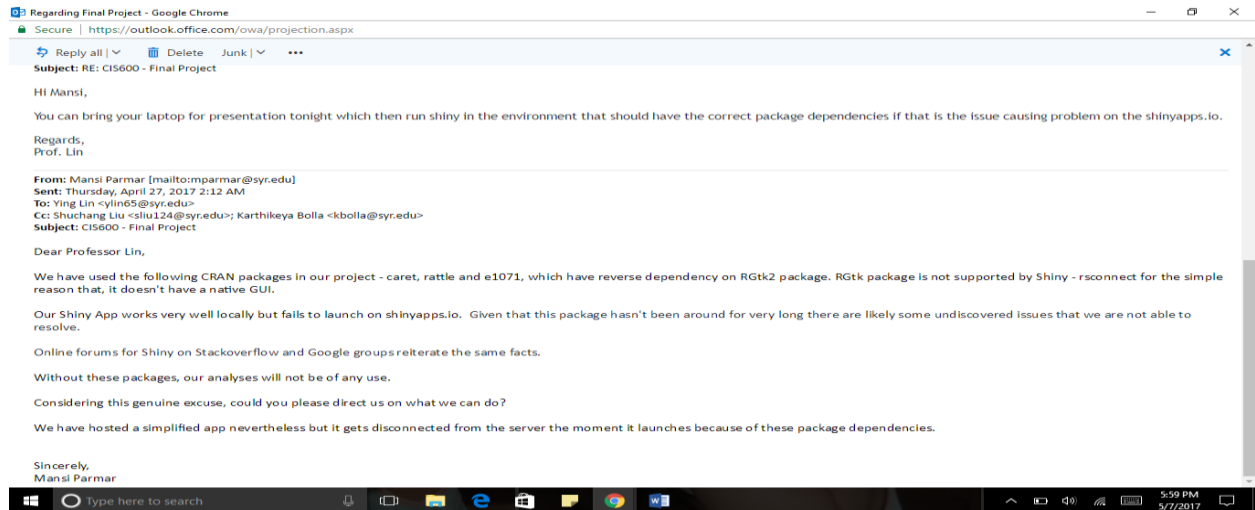 Regarding Final Project - Google Chrome
Secure | https://outlook.office.com/owa/projection.aspx
Reply all | Delete Junk | ...
Subject: RE: CIS600 - Final Project
Hi Mansi,
You can bring your laptop for presentation tonight which then run shiny in the environment that should have the correct package dependencies if that is the issue causing problem on the shinyapps.io.
Regards,
Prof. Lin
From: Mansi Parmar [mailto:mparmar@syr.edu]
Sent: Thursday, April 27, 2017 2:12 AM
To: Ying Lin <ylin65@syr.edu>
Cc: Shuchang Liu <sliu124@syr.edu>; Karthikeya Bolla <kbolla@syr.edu>
Subject: CIS600 - Final Project
Dear Professor Lin,
We have used the following CRAN packages in our project - caret, rattle and e1071, which have reverse dependency on RGtk2 package. RGtk package is not supported by Shiny - rsconnect for the simple
reason that, it doesn't have a native GUI.
Our Shiny App works very well locally but fails to launch on shinyapps.io. Given that this package hasn't been around for very long there are likely some undiscovered issues that we are not able to
resolve.
Online forums for Shiny on Stackoverflow and Google groups reiterate the same facts.
Without these packages, our analyses will not be of any use.
Considering this genuine excuse, could you please direct us on what we can do?
We have hosted a simplified app nevertheless but it gets disconnected from the server the moment it launches because of these package dependencies.
Sincerely,
Mansi Parmar
Type here to search
5:59 PM
5/7/2017